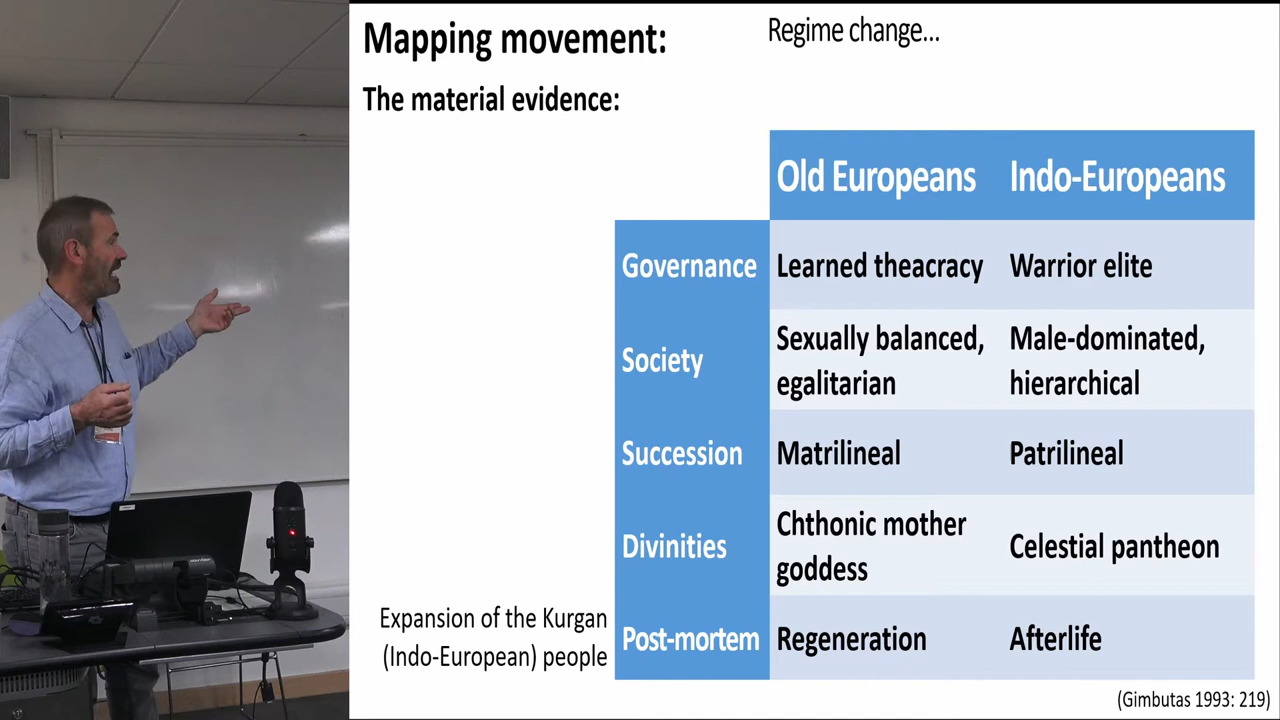 Mapping movement:
Regime change...
The material evidence:
Old Europeans Indo-Europeans
Governance Learned theacracy Warrior elite
Society Sexually balanced, egalitarian Male-dominated, hierarchical
Succession Matrilineal Patrilineal
Divinities Chthonic mother goddess Celestial pantheon
Post-mortem Regeneration Afterlife
Expansion of the Kurgan
(Indo-European) people
(Gimbutas 1993: 219)